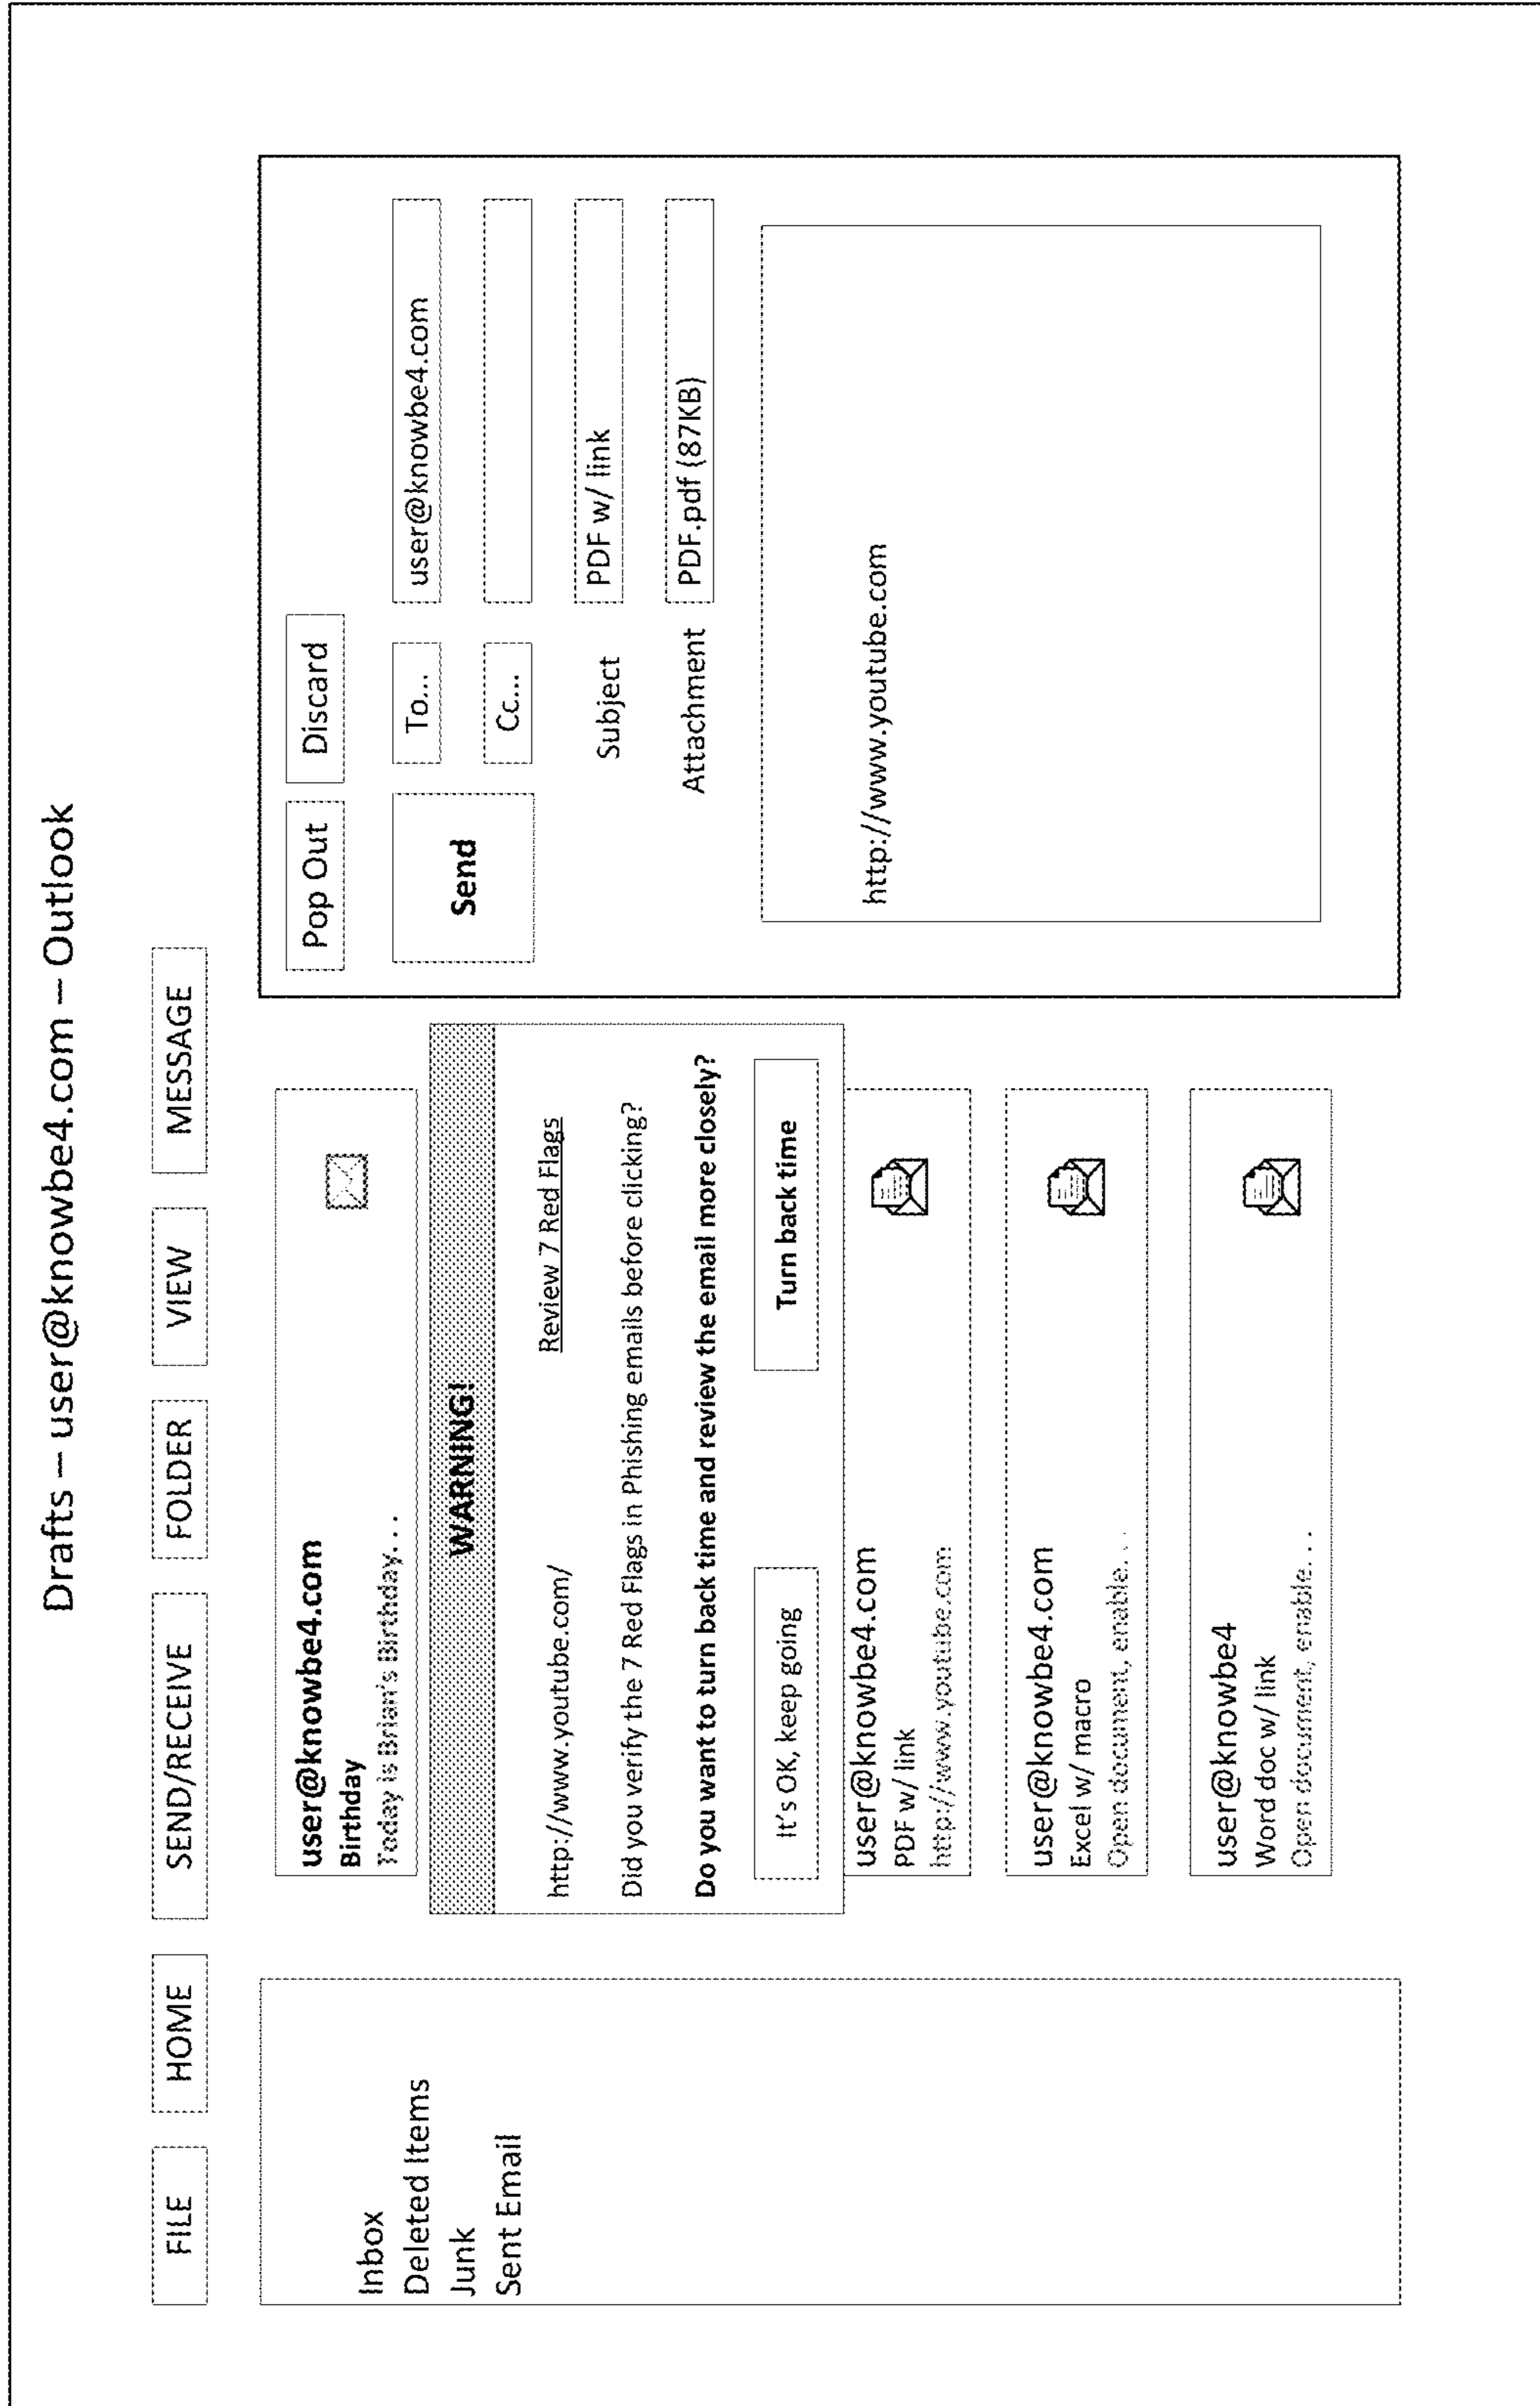 Drafts – user@knowbe4.com – Outlook
FILE
HOME
SEND/RECEIVE
FOLDER
VIEW
MESSAGE
Inbox
Deleted Items
Junk
Sent Email
user@knowbe4.com
Birthday
Today is Brian's Birthday...
WARNING!
http://www.youtube.com/
Review 7 Red Flags
Did you verify the 7 Red Flags in Phishing emails before clicking?
Do you want to turn back time and review the email more closely?
It's OK, keep going
Turn back time
user@knowbe4.com
PDF w/ link
http://www.youtube.com
user@knowbe4.com
Excel w/ macro
Open document, enable...
user@knowbe4
Word doc w/ link
Open document, enable...
Pop Out
Discard
Send
To...
user@knowbe4.com
Cc...
Subject
PDF w/ link
Attachment
PDF.pdf (87KB)
http://www.youtube.com